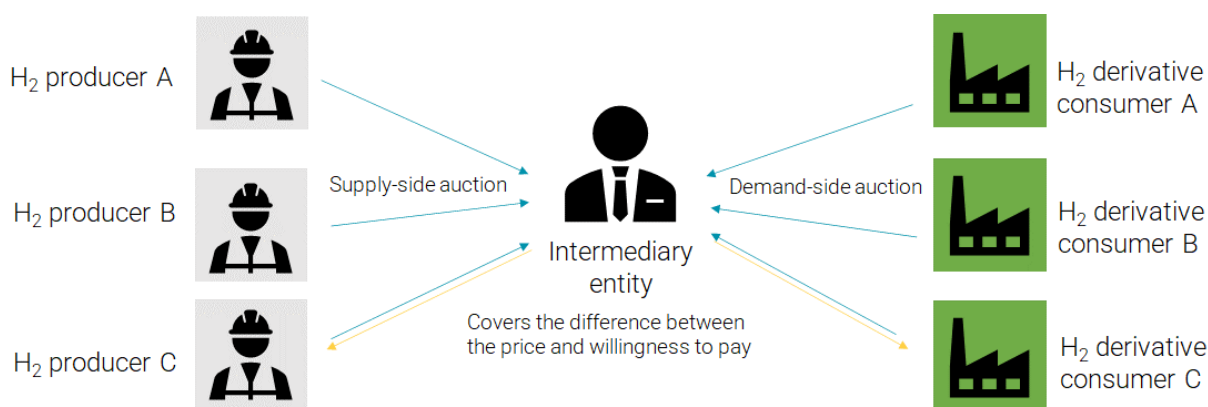 H₂ producer A
H₂ derivative
consumer A
Supply-side auction
Demand-side auction
H₂ producer B
H₂ derivative
consumer B
Intermediary
entity
Covers the difference between
the price and willingness to pay
H₂ producer C
H₂ derivative
consumer C